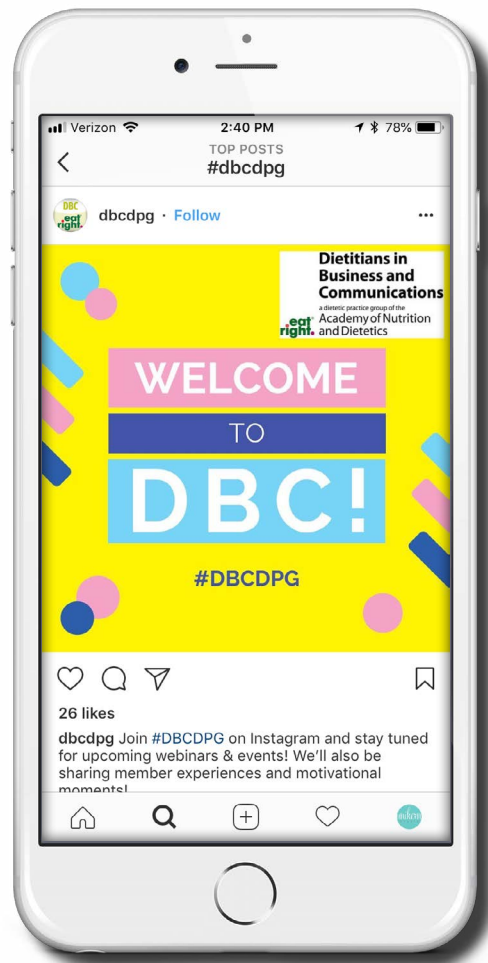 Verizon 2:40 PM 78%
TOP POSTS
#dbcdpg
DBC
eat
right.
dbcdpg · Follow
Dietitians in
Business and
Communications
a dietetic practice group of the
eat Academy of Nutrition
right. and Dietetics
WELCOME
TO
DBC!
#DBCDPG
26 likes
dbcdpg Join #DBCDPG on Instagram and stay tuned
for upcoming webinars & events! We'll also be
sharing member experiences and motivational
moments!